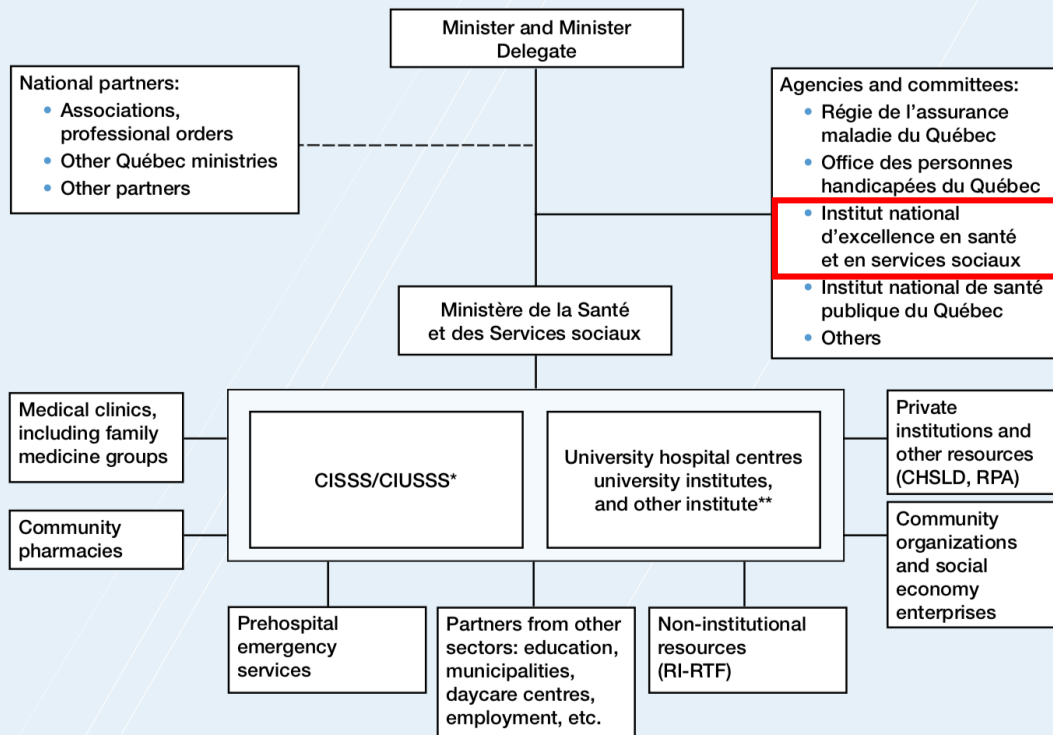 Minister and Minister
Delegate
National partners:
• Associations,
professional orders
• Other Québec ministries
• Other partners
Agencies and committees:
• Régie de l'assurance
maladie du Québec
• Office des personnes
handicapées du Québec
• Institut national
d'excellence en santé
et en services sociaux
• Institut national de santé
publique du Québec
• Others
Ministère de la Santé
et des Services sociaux
Medical clinics,
including family
medicine groups
Community
pharmacies
CISSS/CIUSSS*
University hospital centres
university institutes,
and other institute**
Private
institutions and
other resources
(CHSLD, RPA)
Community
organizations
and social
economy
enterprises
Prehospital
emergency
services
Partners from other
sectors: education,
municipalities,
daycare centres,
employment, etc.
Non-institutional
resources
(RI-RTF)